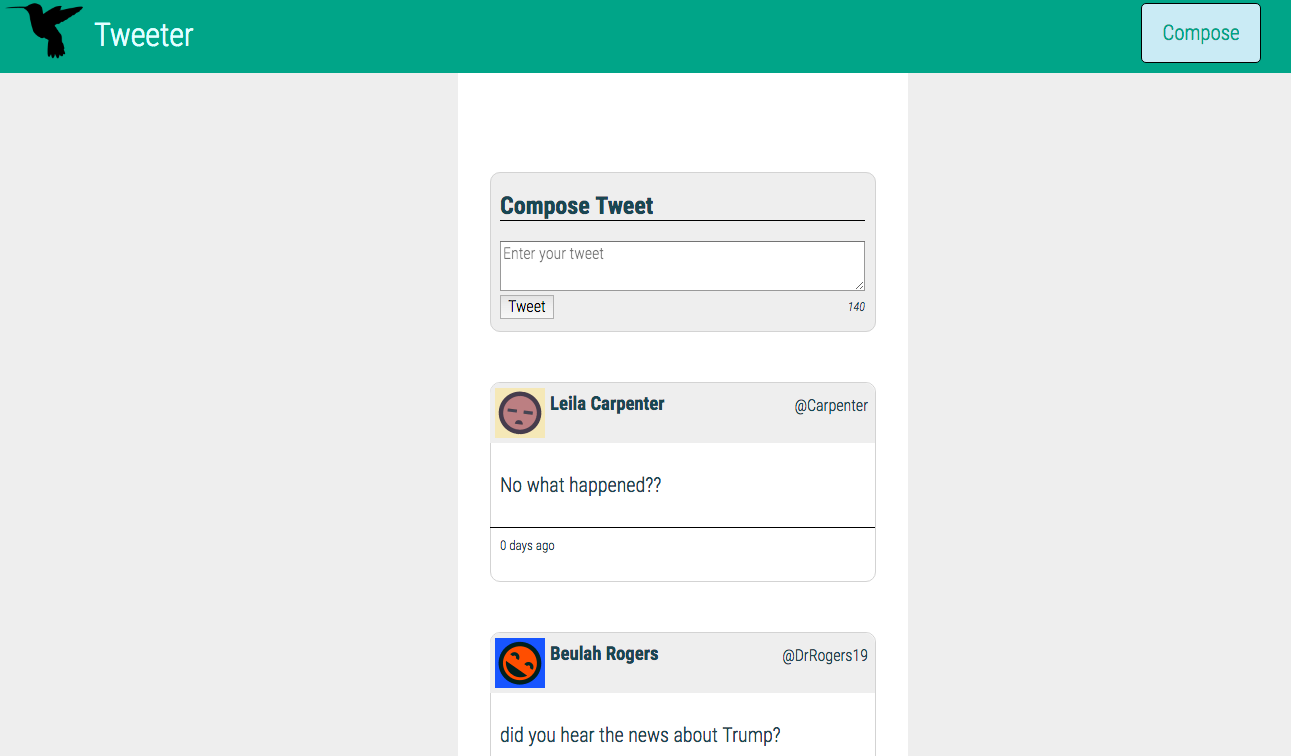 Tweeter
Compose
Compose Tweet
Enter your tweet
Tweet 140
Leila Carpenter @Carpenter
No what happened??
0 days ago
Beulah Rogers @DrRogers19
did you hear the news about Trump?